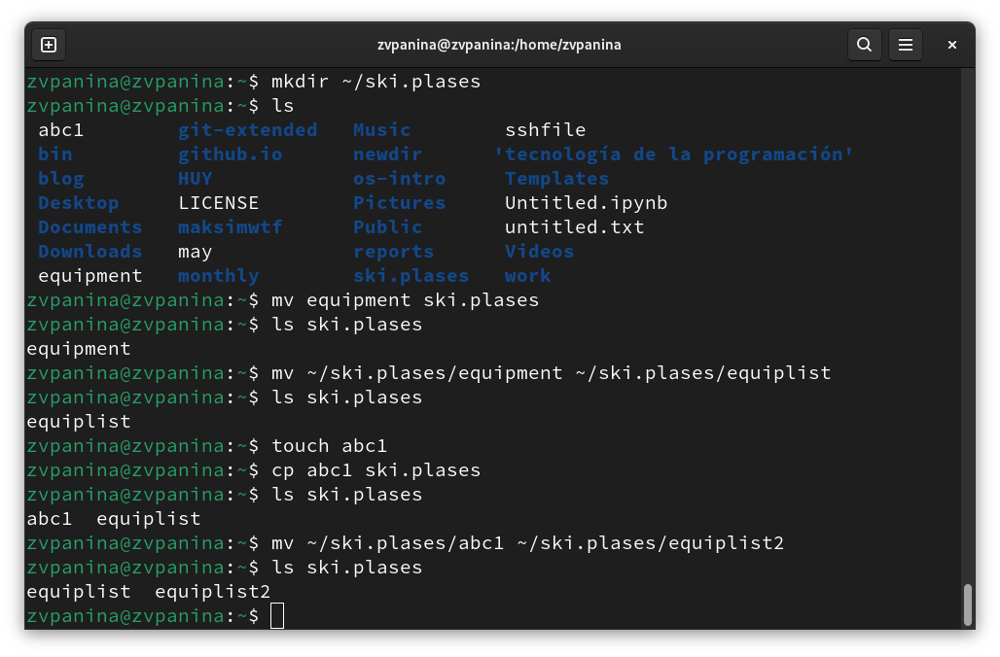 zvpanina@zvpanina:/home/zvpanina
zvpanina@zvpanina:~$ mkdir ~/ski.plases
zvpanina@zvpanina:~$ ls
abc1 git-extended Music sshfile
bin github.io newdir 'tecnología de la programación'
blog HUY os-intro Templates
Desktop LICENSE Pictures Untitled.ipynb
Documents maksimwtf Public untitled.txt
Downloads may reports Videos
equipment monthly ski.plases work
zvpanina@zvpanina:~$ mv equipment ski.plases
zvpanina@zvpanina:~$ ls ski.plases
equipment
zvpanina@zvpanina:~$ mv ~/ski.plases/equipment ~/ski.plases/equiplist
zvpanina@zvpanina:~$ ls ski.plases
equiplist
zvpanina@zvpanina:~$ touch abc1
zvpanina@zvpanina:~$ cp abc1 ski.plases
zvpanina@zvpanina:~$ ls ski.plases
abc1 equiplist
zvpanina@zvpanina:~$ mv ~/ski.plases/abc1 ~/ski.plases/equiplist2
zvpanina@zvpanina:~$ ls ski.plases
equiplist equiplist2
zvpanina@zvpanina:~$